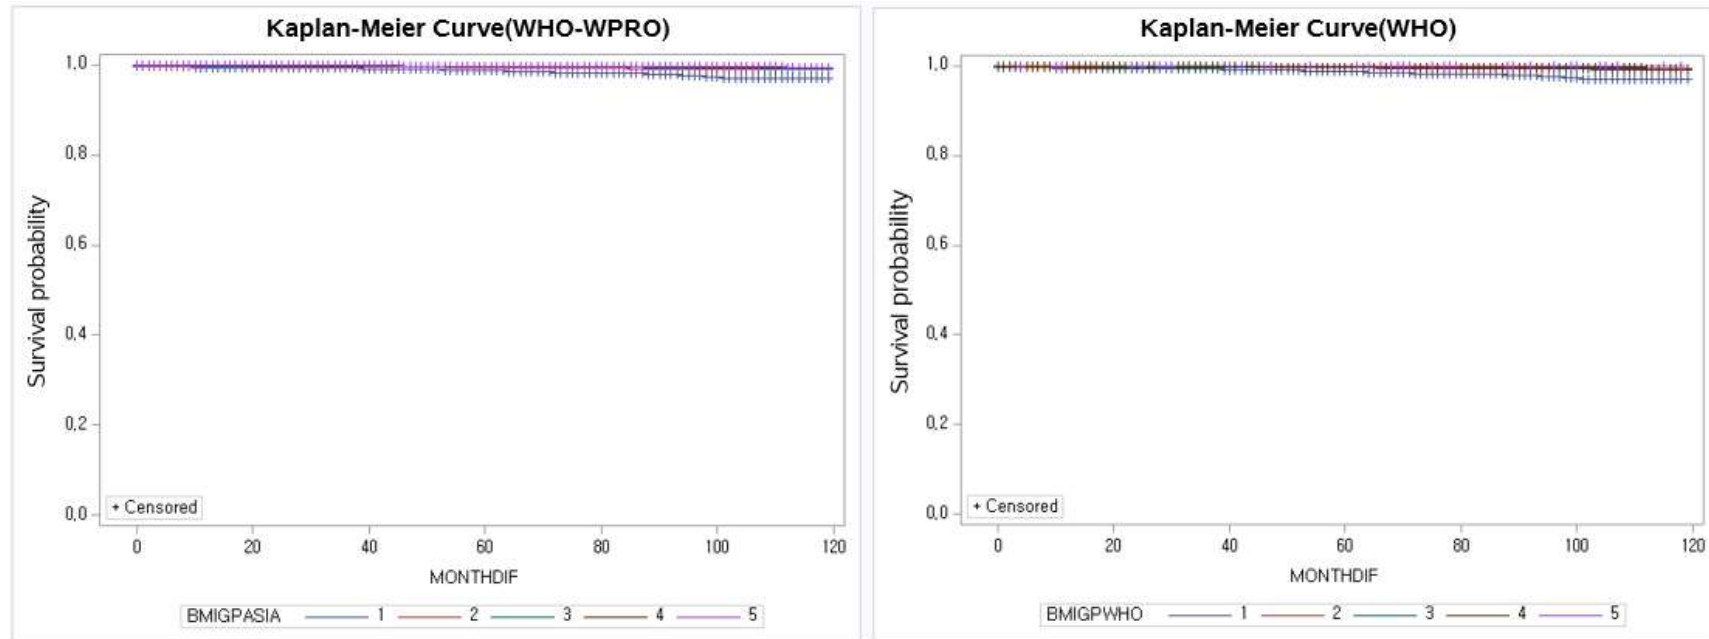 Kaplan-Meier Curve(WHO-WPRO)
1,0
0,8
0,6
0,4
0,2
0,0
Survival probability
+ Censored
0 20 40 60 80 100 120
MONTHDIF
BMIGPASIA 1 2 3 4 5
Kaplan-Meier Curve(WHO)
1,0
0,8
0,6
0,4
0,2
0,0
Survival probability
+ Censored
0 20 40 60 80 100 120
MONTHDIF
BMIGPWHO 1 2 3 4 5